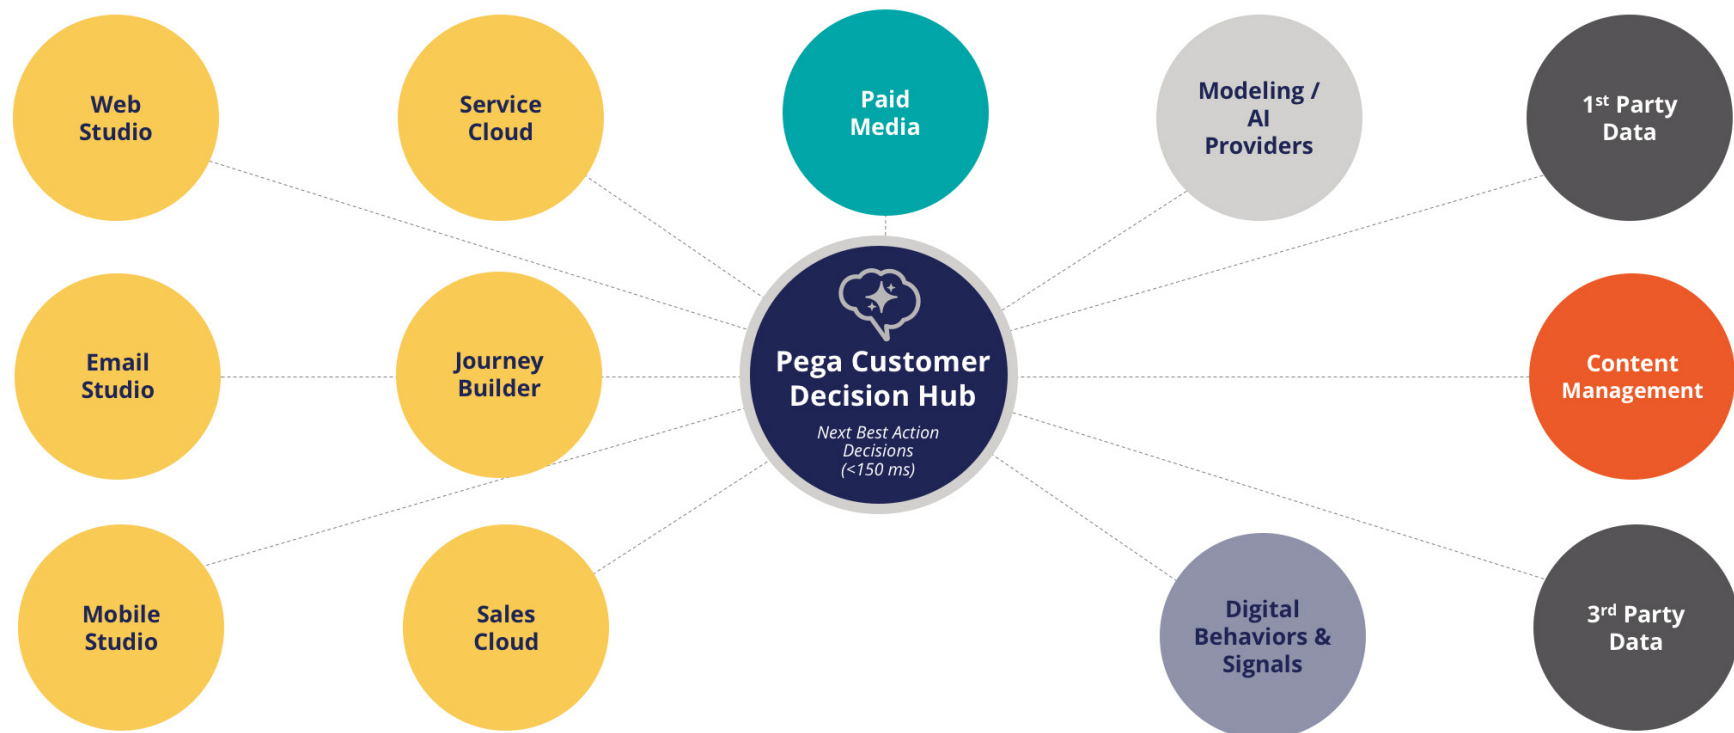 Web
Studio
Service
Cloud
Paid
Media
Modeling /
AI
Providers
1st Party
Data
Email
Studio
Journey
Builder
Pega Customer
Decision Hub
Next Best Action
Decisions
(<150 ms)
Content
Management
Mobile
Studio
Sales
Cloud
Digital
Behaviors &
Signals
3rd Party
Data